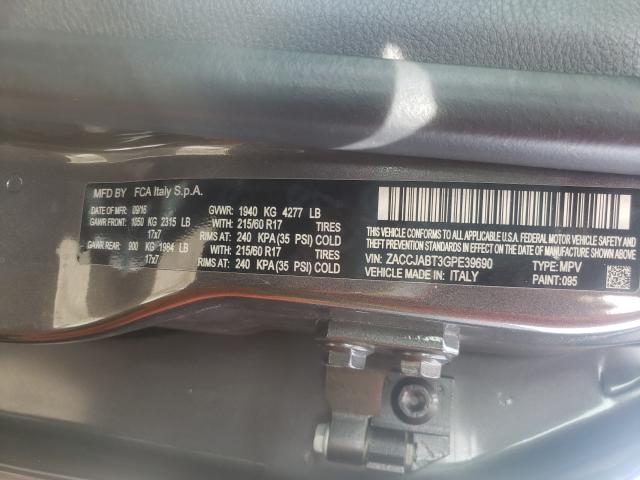 MFD BY FCA Italy S.p.A.
DATE OF MFR 09/16 GVWR: 1940 KG 4277 LB
GAWR FRONT: 1050 KG 2315 LB WITH 215/60 R17 TIRES
17x7 RIMS AT 240 KPA(35 PSI) COLD
GAWR REAR: 900 KG 1984 LB WITH 215/60 R17 TIRES
17x7 RIMS AT 240 KPA(35 PSI) COLD
THIS VEHICLE CONFORMS TO ALL APPLICABLE U.S.A. FEDERAL MOTOR VEHICLE SAFETY, BUMPER AND
THEFT PREVENTION STANDARDS IN EFFECT ON THE DATE OF MANUFACTURE SHOWN ABOVE
VIN: ZACCJABT3GPE39690 TYPE: MPV
VEHICLE MADE IN: ITALY PAINT: 095